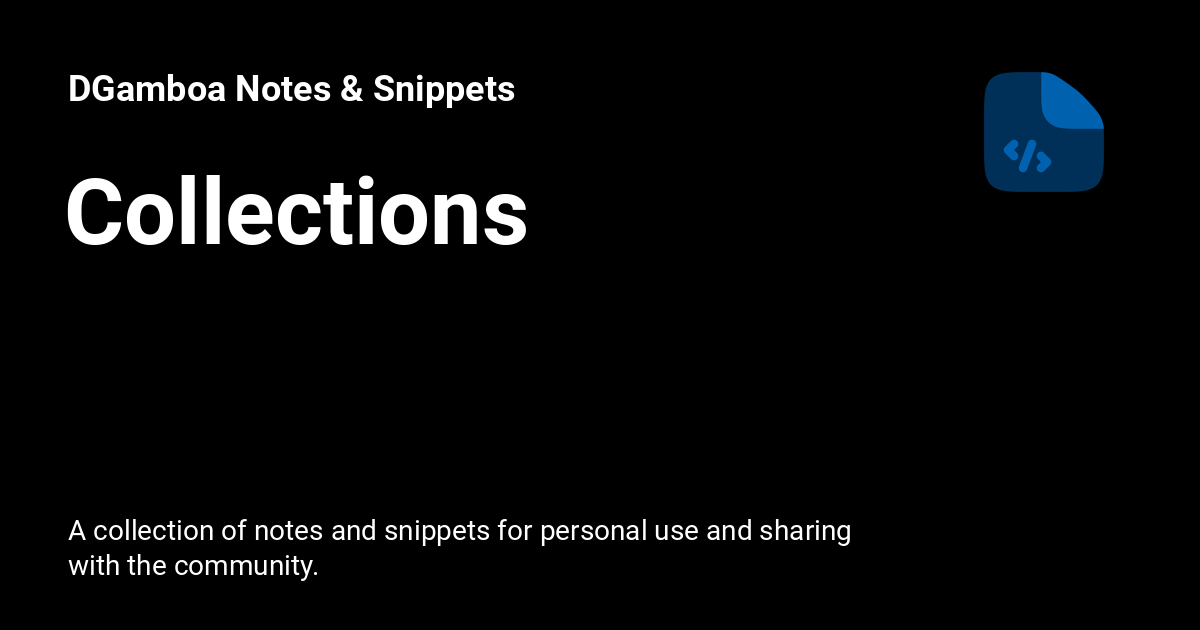 DGamboa Notes & Snippets
Collections
</>
A collection of notes and snippets for personal use and sharing
with the community.